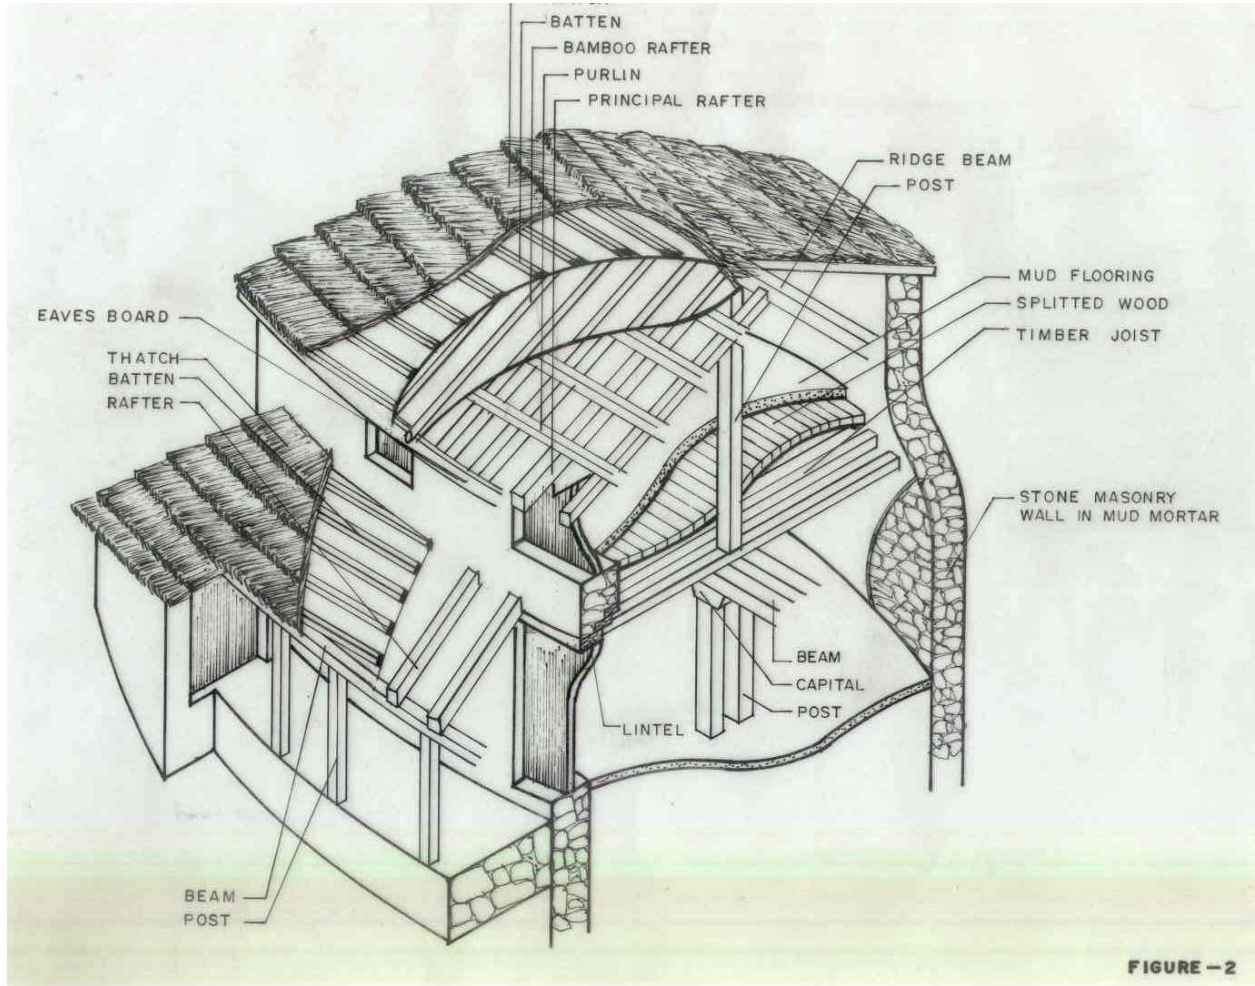 BATTEN
BAMBOO RAFTER
PURLIN
PRINCIPAL RAFTER
RIDGE BEAM
POST
MUD FLOORING
SPLITTED WOOD
TIMBER JOIST
EAVES BOARD
THATCH
BATTEN
RAFTER
STONE MASONRY
WALL IN MUD MORTAR
BEAM
CAPITAL
POST
LINTEL
BEAM
POST
FIGURE-2